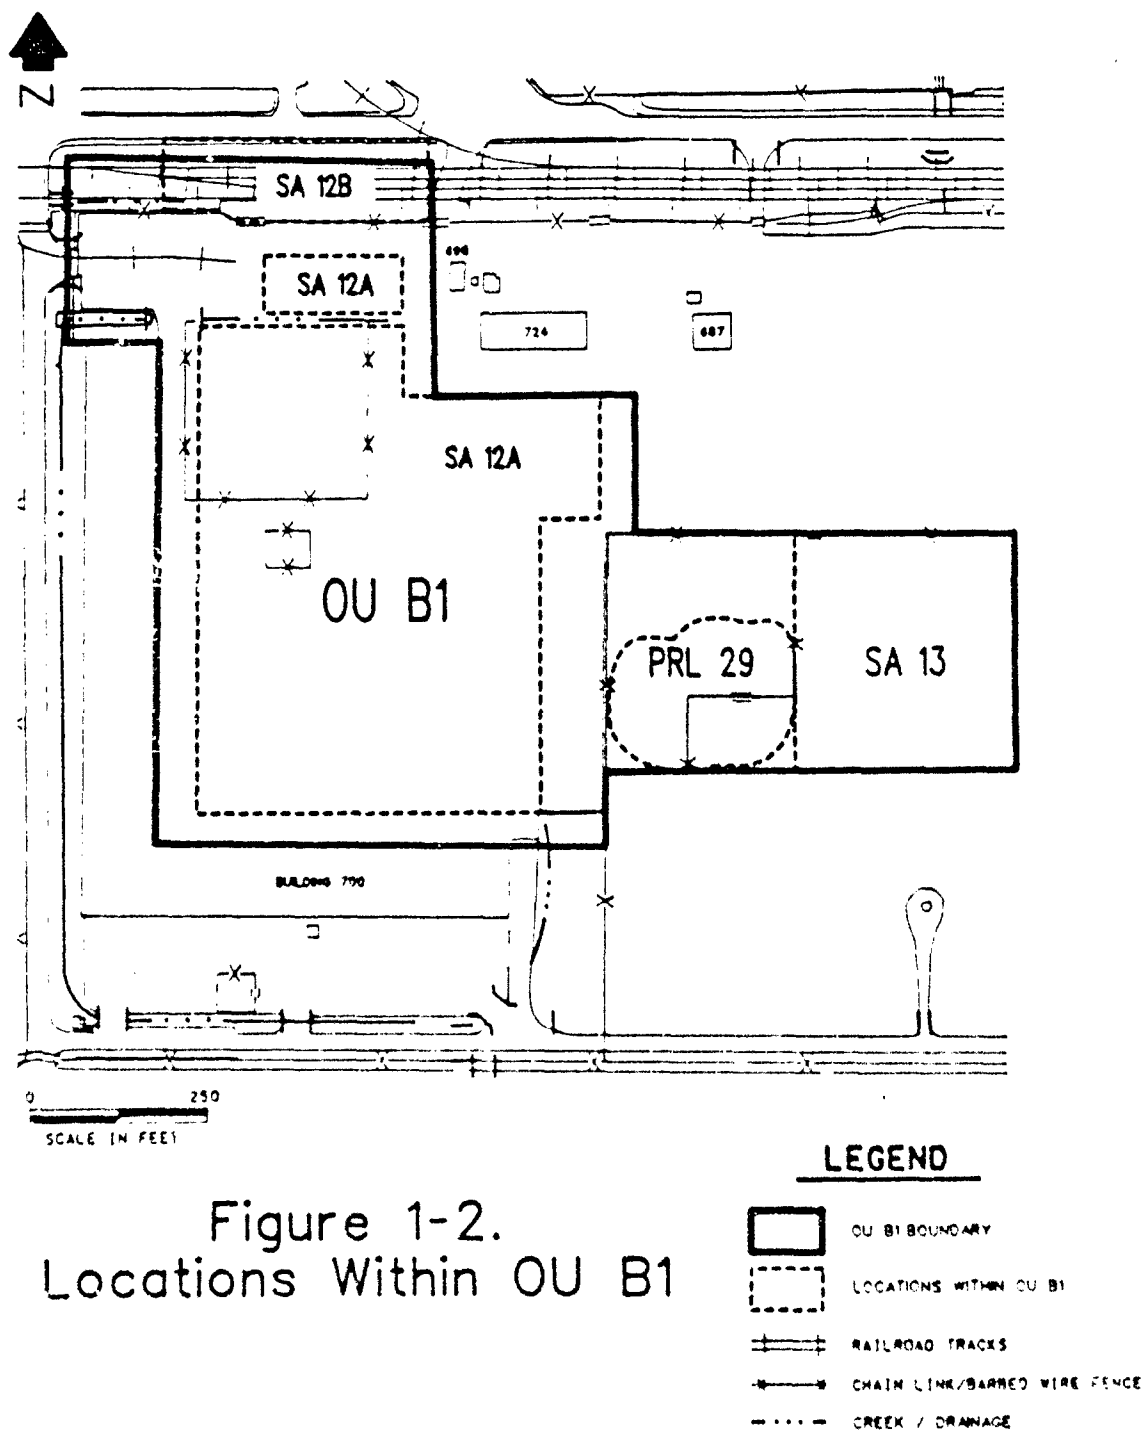 N
SA 12B
SA 12A
496
724
687
SA 12A
OU B1
PRL 29
SA 13
BUILDING 700
0 250
SCALE IN FEET
LEGEND
OU B1 BOUNDARY
LOCATIONS WITHIN OU B1
RAILROAD TRACKS
CHAIN LINK/BARBED WIRE FENCE
CREEK / DRAINAGE
Figure 1-2.
Locations Within OU B1